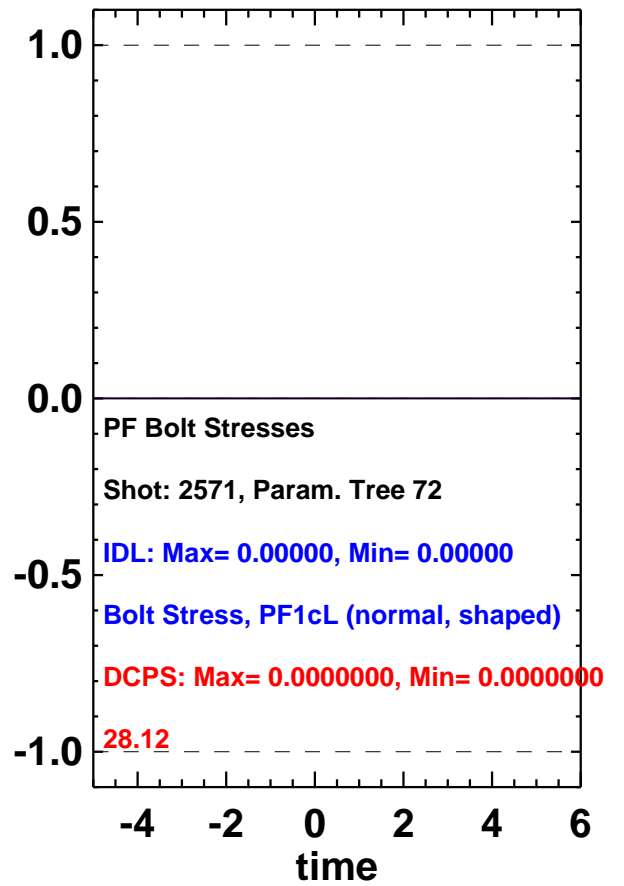 1.0
0.5
0.0
PF Bolt Stresses
Shot: 2571, Param. Tree 72
IDL: Max= 0.00000, Min= 0.00000
-0.5
Bolt Stress, PF1cL (normal, shaped)
DCPS: Max= 0.0000000, Min= 0.0000000
28.12
-1.0
-4 -2 0 2 4 6
time